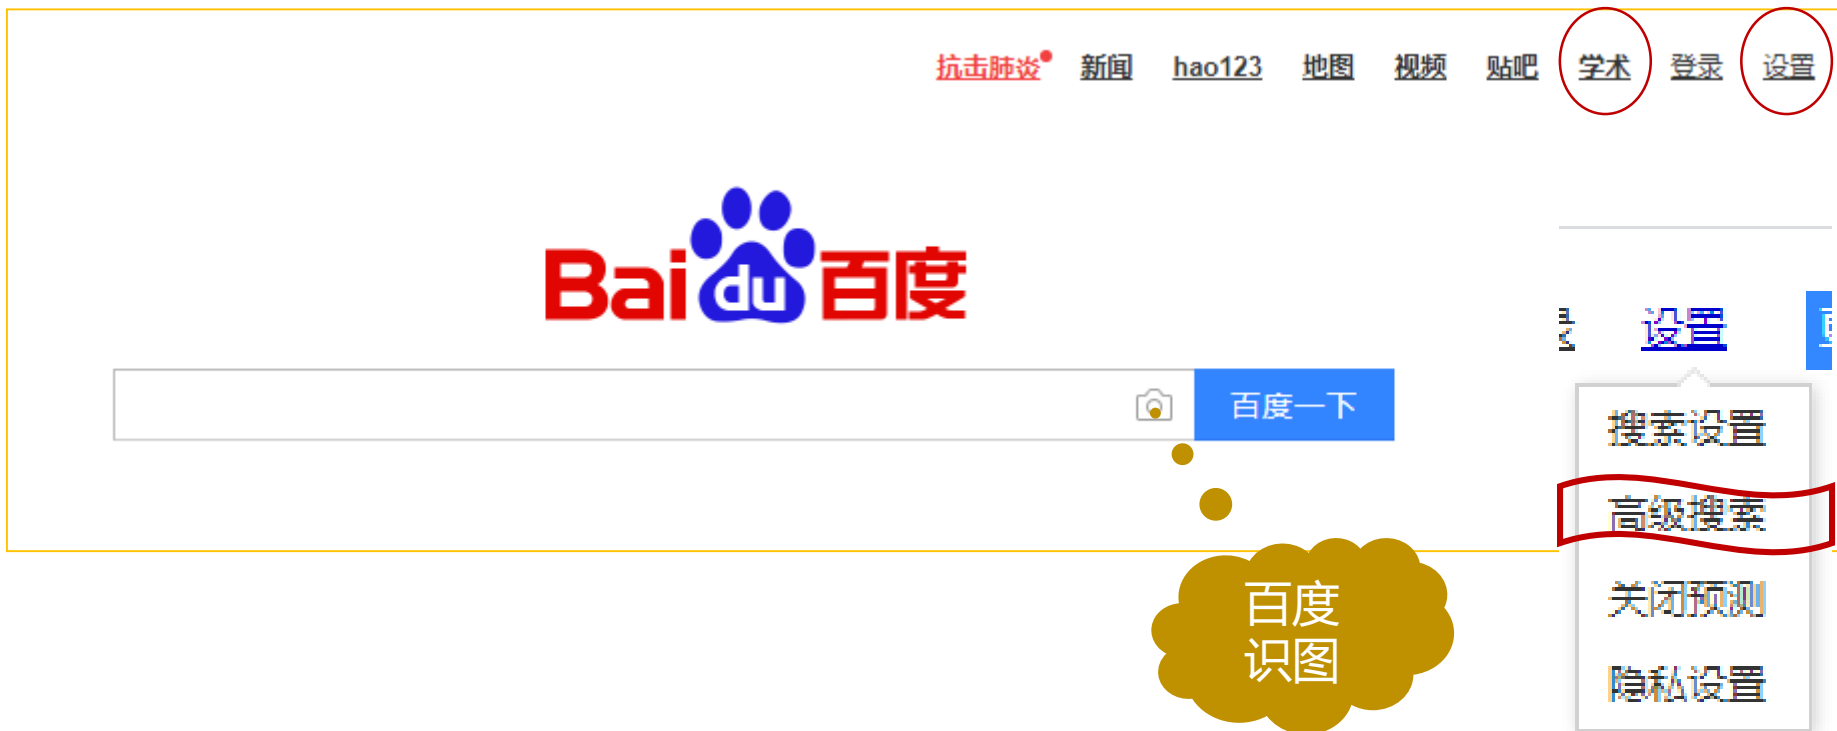 抗击肺炎 新闻 hao123 地图 视频 贴吧 学术 登录 设置
Bai du 百度
设置
百度一下
搜索设置
高级搜索
关闭预测
隐私设置
百度
识图